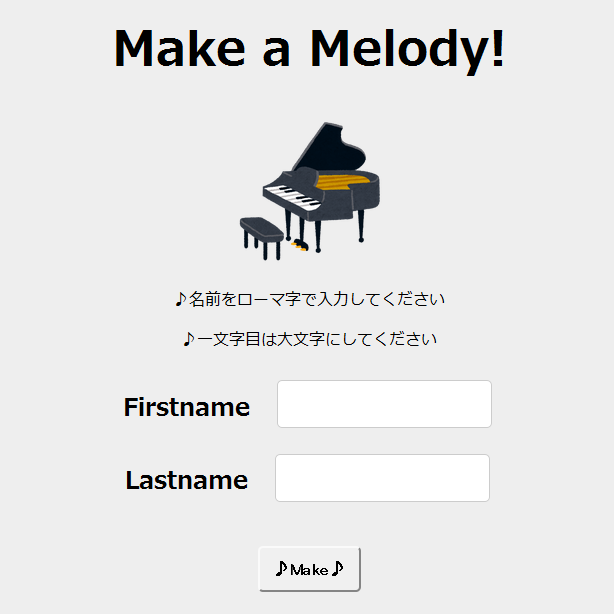 Make a Melody!
♪名前をローマ字で入力してください
♪一文字目は大文字にしてください
Firstname
Lastname
♪Make♪